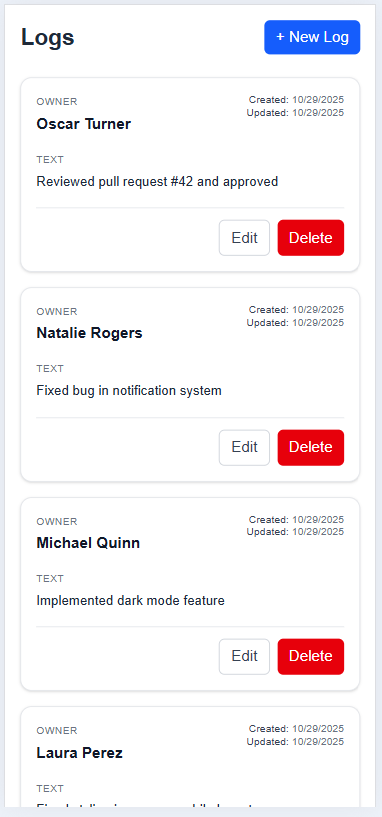 Logs
+ New Log
OWNER
Created: 10/29/2025
Oscar Turner
Updated: 10/29/2025
TEXT
Reviewed pull request #42 and approved
Edit
Delete
OWNER
Created: 10/29/2025
Natalie Rogers
Updated: 10/29/2025
TEXT
Fixed bug in notification system
Edit
Delete
OWNER
Created: 10/29/2025
Michael Quinn
Updated: 10/29/2025
TEXT
Implemented dark mode feature
Edit
Delete
OWNER
Created: 10/29/2025
Laura Perez
Updated: 10/29/2025
TEXT